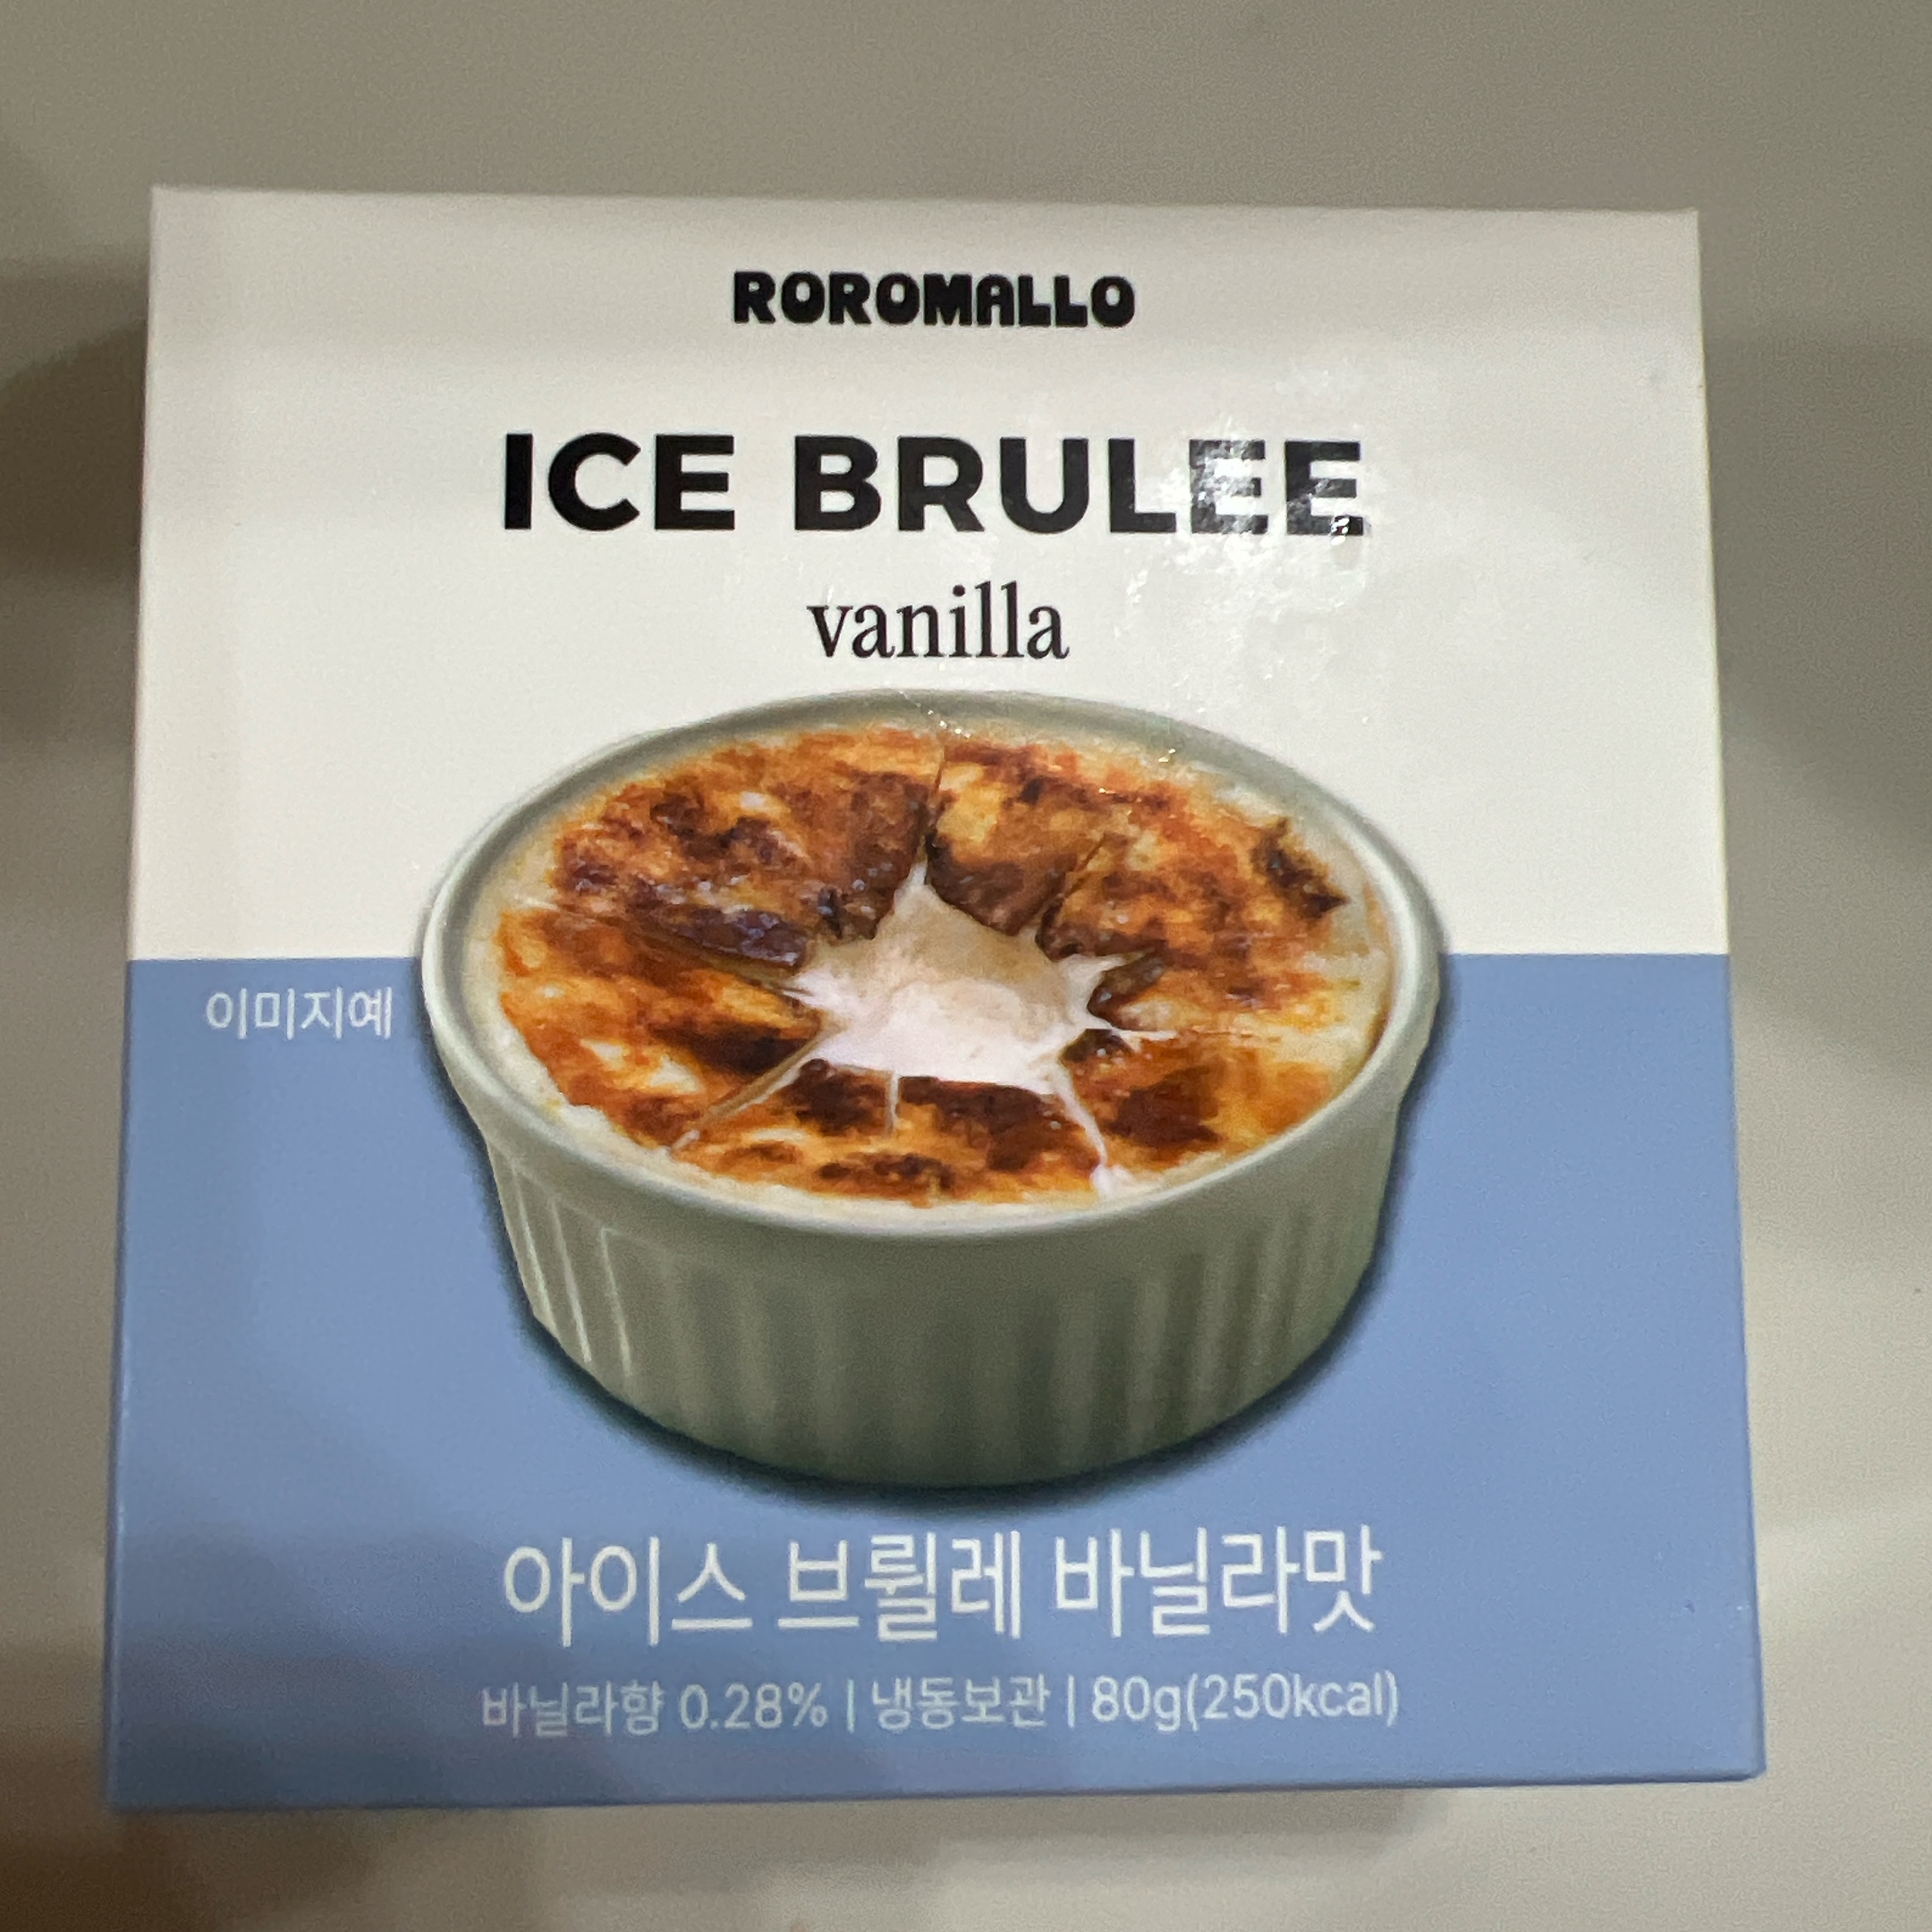 ROROMALLO
ICE BRULEE
vanilla
이미지예
아이스 브륄레 바닐라맛
바닐라향 0.28% | 냉동보관 | 80g(250kcal)